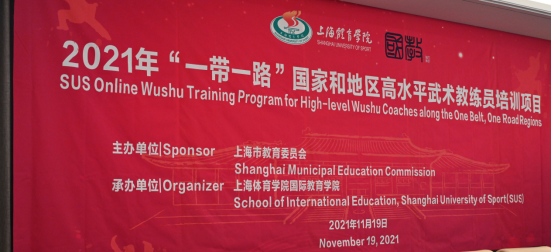 上海體育學院
SHANGHAI UNIVERSITY OF SPORT
國教
2021年“一带一路”国家和地区高水平武术教练员培训项目
SUS Online Wushu Training Program for High-level Wushu Coaches along the One Belt, One Road Regions
主办单位|Sponsor 上海市教育委员会
Shanghai Municipal Education Commission
承办单位|Organizer 上海体育学院国际教育学院
School of International Education, Shanghai University of Sport(SUS)
2021年11月19日
November 19, 2021